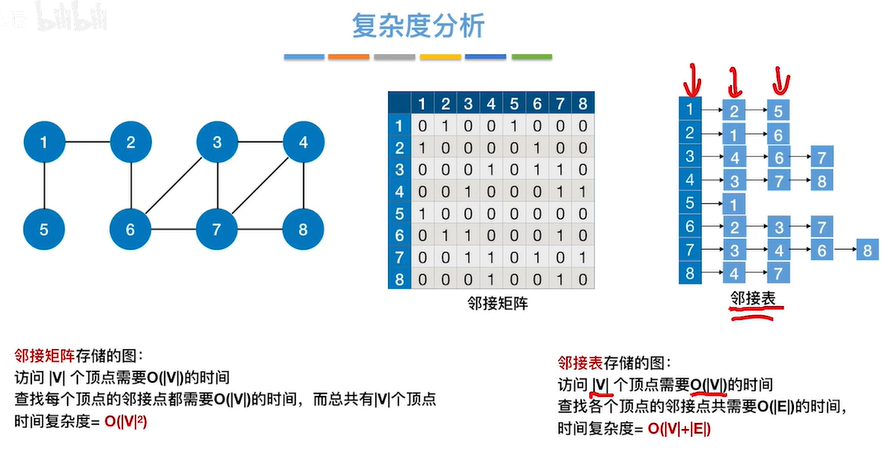 bilibili
复杂度分析
1 2 3 4
5 6 7 8
1 2 3 4 5 6 7 8
1 0 1 0 0 1 0 0 0
2 1 0 0 0 0 1 0 0
3 0 0 0 1 0 1 1 0
4 0 0 1 0 0 0 1 1
5 1 0 0 0 0 0 0 0
6 0 1 1 0 0 0 1 0
7 0 0 1 1 0 1 0 1
8 0 0 0 1 0 0 1 0
邻接矩阵
1 2 5
2 1 6
3 4 6 7
4 3 7 8
5 1
6 2 3 7
7 3 4 6 8
8 4 7
邻接表
邻接矩阵存储的图：
访问 |V| 个顶点需要O(|V|)的时间
查找每个顶点的邻接点都需要O(|V|)的时间，而总共有|V|个顶点
时间复杂度= O(|V|²)
邻接表存储的图：
访问 |V| 个顶点需要O(|V|)的时间
查找各个顶点的邻接点共需要O(|E|)的时间，
时间复杂度= O(|V|+|E|)